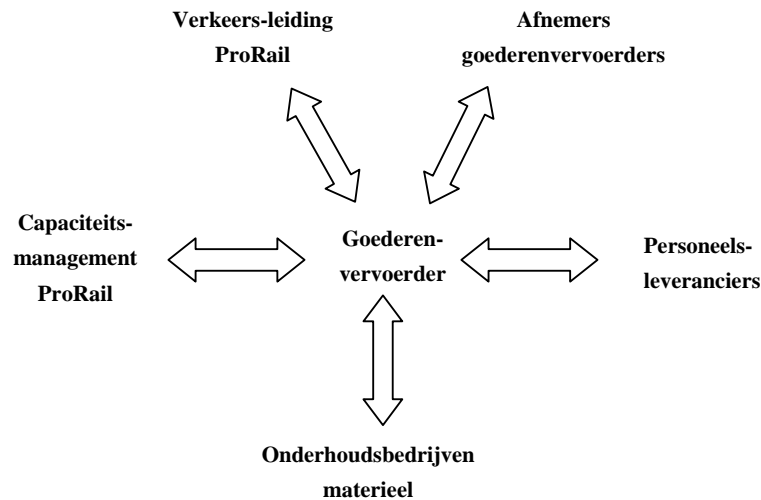 Verkeers-leiding
ProRail
Afnemers
goederenvervoerders
Capaciteits-
management
ProRail
Goederen-
vervoerder
Personeels-
leveranciers
Onderhoudsbedrijven
materieel